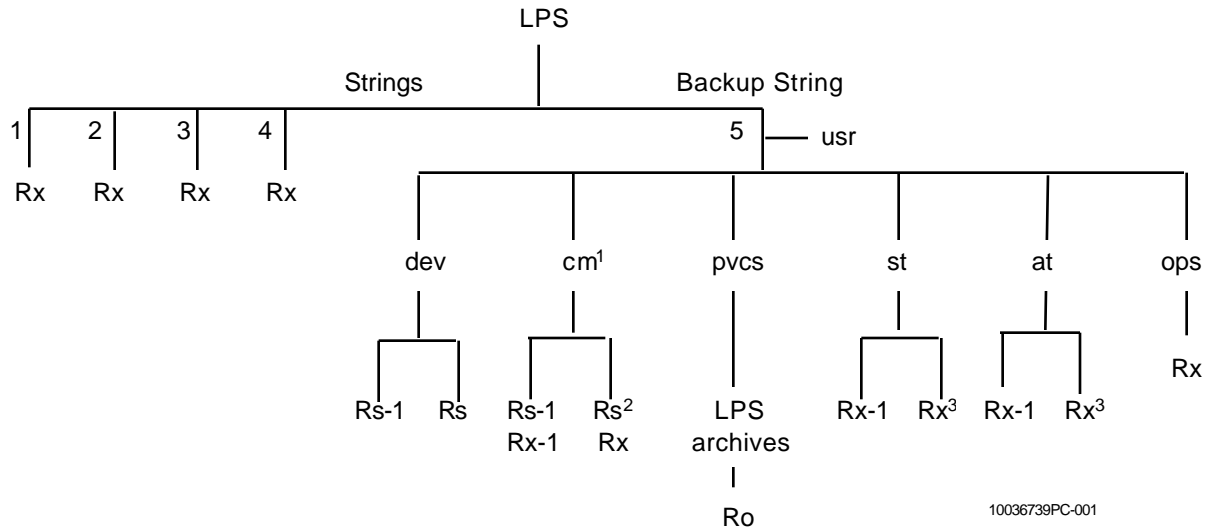 LPS
Strings Backup String
1 2 3 4 5 usr
Rx Rx Rx Rx
dev cm¹ pvcs st at ops
Rx
Rs-1 Rs Rs-1 Rs² LPS Rx-1 Rx³ Rx-1 Rx³
Rx-1 Rx archives
Ro
10036739PC-001